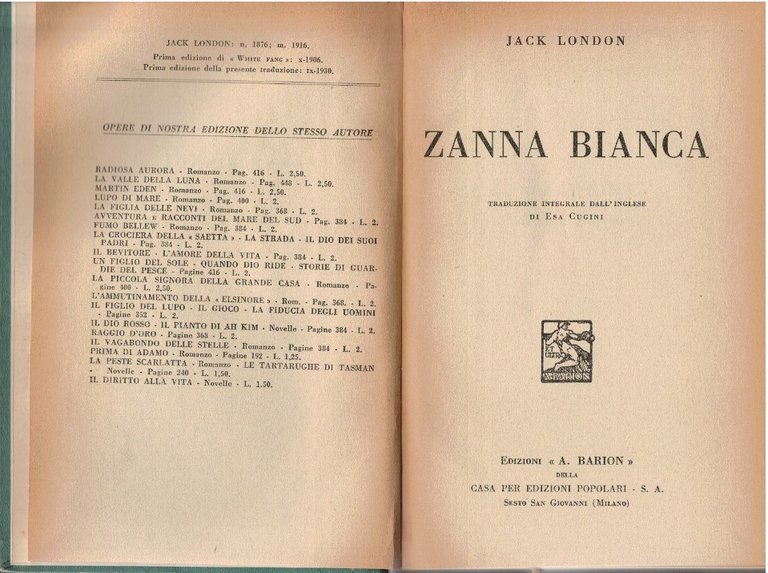 JACK LONDON: n. 1876; m. 1916.
Prima edizione di « WHITE FANG »: x-1906.
Prima edizione della presente traduzione: IX-1930.
OPERE DI NOSTRA EDIZIONE DELLO STESSO AUTORE
RADIOSA AURORA - Romanzo - Pag. 416 - L. 2,50.
LA VALLE DELLA LUNA - Romanzo - Pag. 448 - L. 2,50.
MARTIN EDEN - Romanzo - Pag. 416 - L. 2,50.
LUPO DI MARE - Romanzo - Pag. 400 - L. 2.
LA FIGLIA DELLE NEVI - Romanzo - Pag. 368 - L. 2.
AVVENTURA e RACCONTI DEL MARE DEL SUD - Pag. 384 - L. 2.
FUMO BELLEW - Romanzo - Pag. 384 - L. 2.
LA CROCIERA DELLA « SAETTA » - LA STRADA - IL DIO DEI SUOI
PADRI - Pag. 384 - L. 2.
IL BEVITORE - L'AMORE DELLA VITA - Pag. 384 - L. 2.
UN FIGLIO DEL SOLE - QUANDO DIO RIDE - STORIE DI GUAR-
DIE DEL PESCE - Pagine 416 - L. 2.
LA PICCOLA SIGNORA DELLA GRANDE CASA - Romanzo - Pa-
gine 400 - L. 2,50.
L'AMMUTINAMENTO DELLA « ELSINORE » - Rom. - Pag. 368. - L. 2.
IL FIGLIO DEL LUPO - IL GIOCO - LA FIDUCIA DEGLI UOMINI
- Pagine 352 - L. 2.
IL DIO ROSSO - IL PIANTO DI AH KIM - Novelle - Pagine 384 - L. 2.
RAGGIO D'ORO - Pagine 368 - L. 2.
IL VAGABONDO DELLE STELLE - Romanzo - Pagine 384 - L. 2.
PRIMA DI ADAMO - Romanzo - Pagine 192 - L. 1,25.
LA PESTE SCARLATTA - Romanzo - LE TARTARUGHE DI TASMAN
- Novelle - Pagine 240 - L. 1,50.
IL DIRITTO ALLA VITA - Novelle - L. 1.50.
JACK LONDON
ZANNA BIANCA
TRADUZIONE INTEGRALE DALL'INGLESE
DI ESA CUGINI
ET ULTRA
A·BARION
EDIZIONI « A. BARION »
DELLA
CASA PER EDIZIONI POPOLARI - S. A.
SESTO SAN GIOVANNI (MILANO)